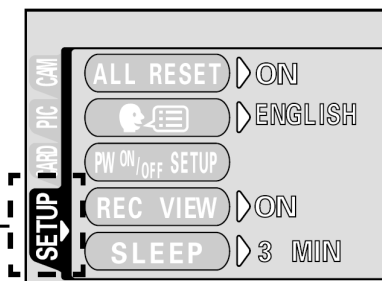 CAM
PIC
ARD
SETUP
ALL RESET ON
ENGLISH
PW ON/OFF SETUP
REC VIEW ON
SLEEP 3 MIN